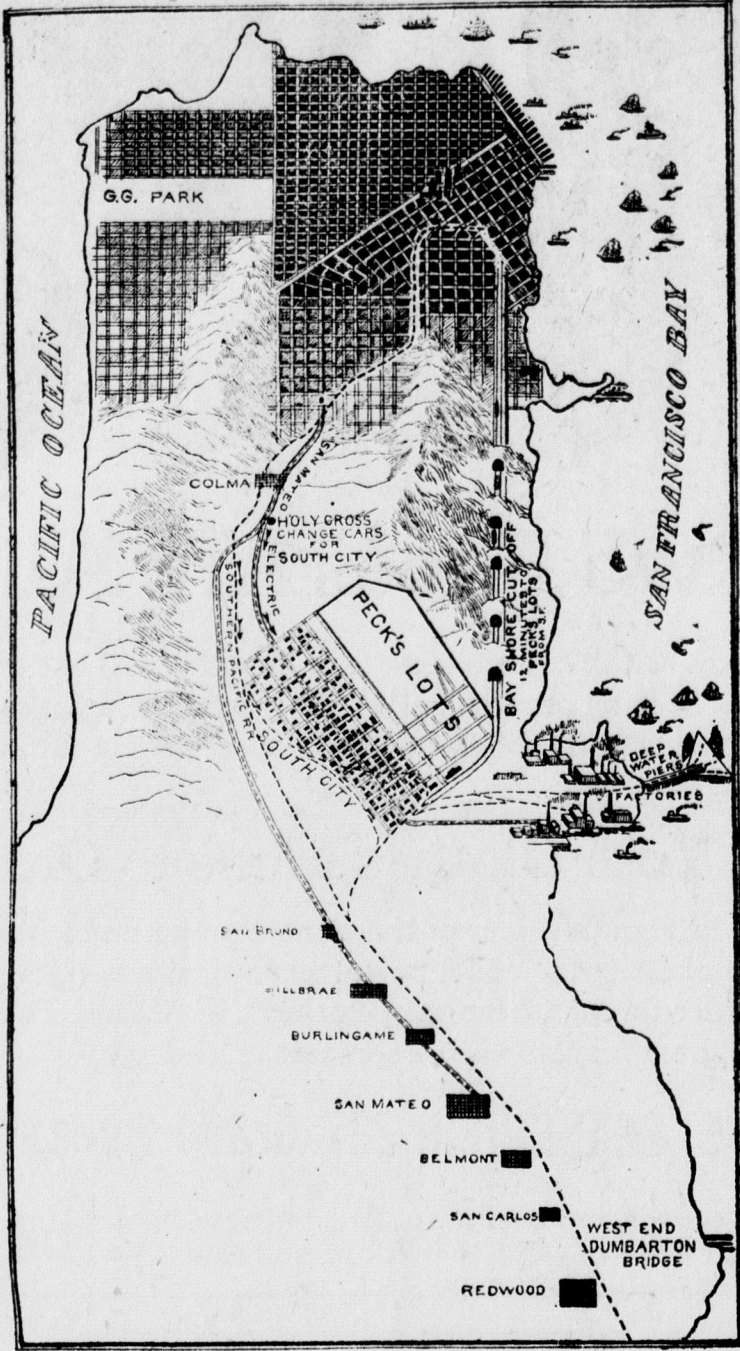 G.G. PARK
PACIFIC OCEAN
SAN FRANCISCO BAY
COLMA
SAN MATEO
ELECTRIC
HOLY CROSS
CHANGE CARS
FOR
SOUTH CITY
SOUTHERN PACIFIC RR
PECK'S LOTS
SOUTH CITY
BAY SHORE CUT OFF
12 MINUTES TO
PECK'S LOTS
FROM S.F.
DEEP
WATER
PIERS
FACTORIES
SAN BRUNO
MILLBRAE
BURLINGAME
SAN MATEO
BELMONT
SAN CARLOS
WEST END
DUMBARTON
BRIDGE
REDWOOD